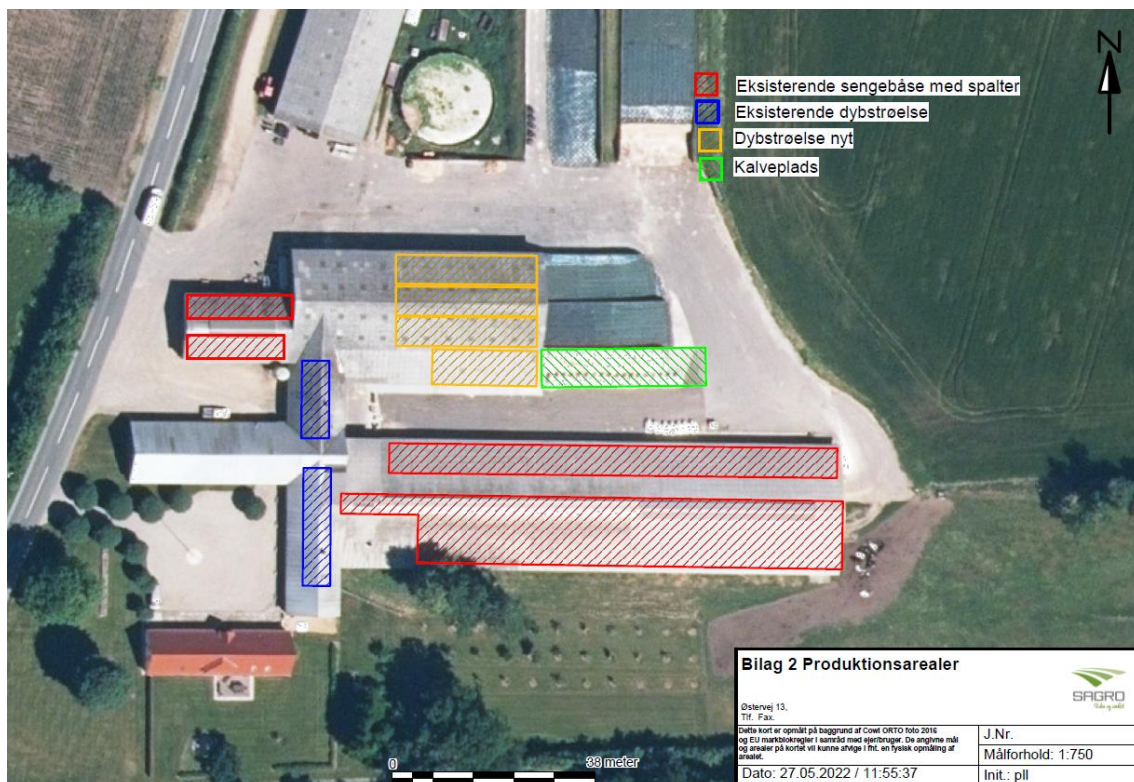 N
Eksisterende sengebåse med spalter
Eksisterende dybstrøelse
Dybstrøelse nyt
Kalveplads
0
38 meter
Bilag 2 Produktionsarealer
SAGRO
Østervej 13,
Tlf. Fax.
Dette kort er opmålt på baggrund af Cowi ORTO foto 2016
og EU markblokregler i samråd med ejer/bruger. De angivne mål
og arealer på kortet vil kunne afvige i fht. en fysisk opmåling af
arealet.
J.Nr.
Målforhold: 1:750
Dato: 27.05.2022 / 11:55:37
Init.: pll